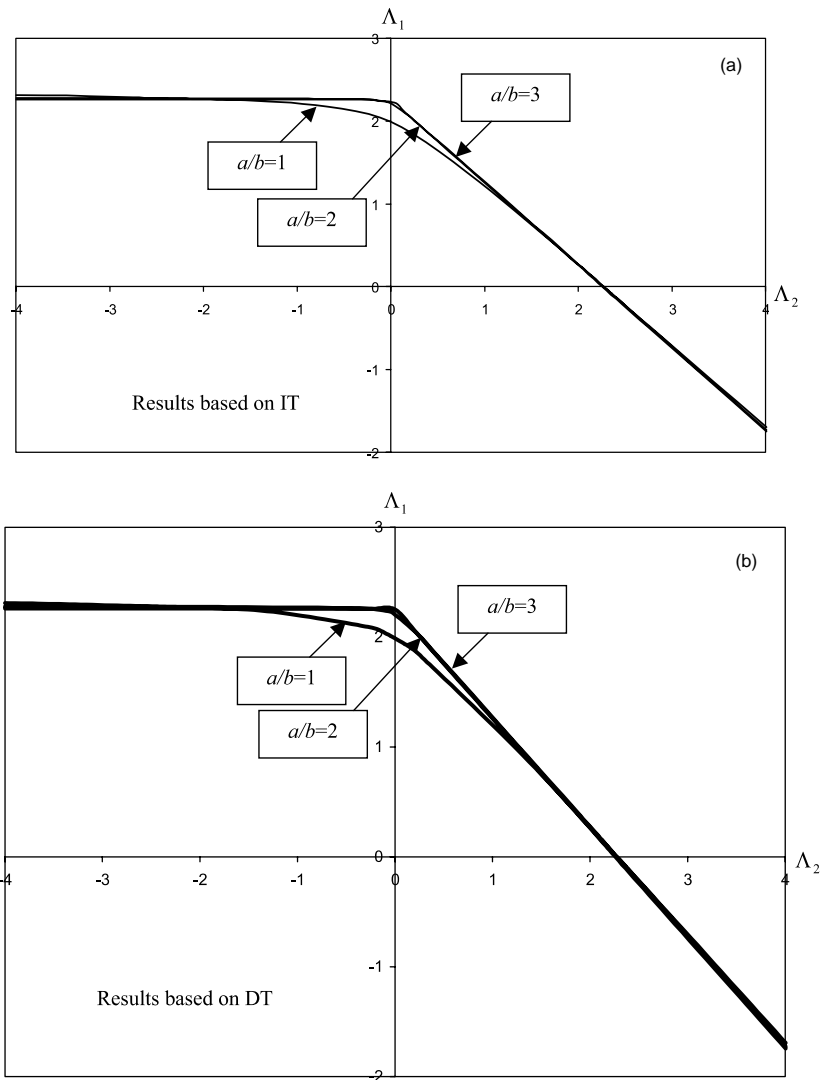 Λ₁
3
(a)
a/b=3
2
a/b=1
a/b=2
1
0
-4 -3 -2 -1 0 1 2 3 4
Λ₂
-1
Results based on IT
-2
Λ₁
3
(b)
a/b=3
2
a/b=1
a/b=2
1
0
Λ₂
-4 -3 -2 -1 0 1 2 3 4
-1
Results based on DT
-2